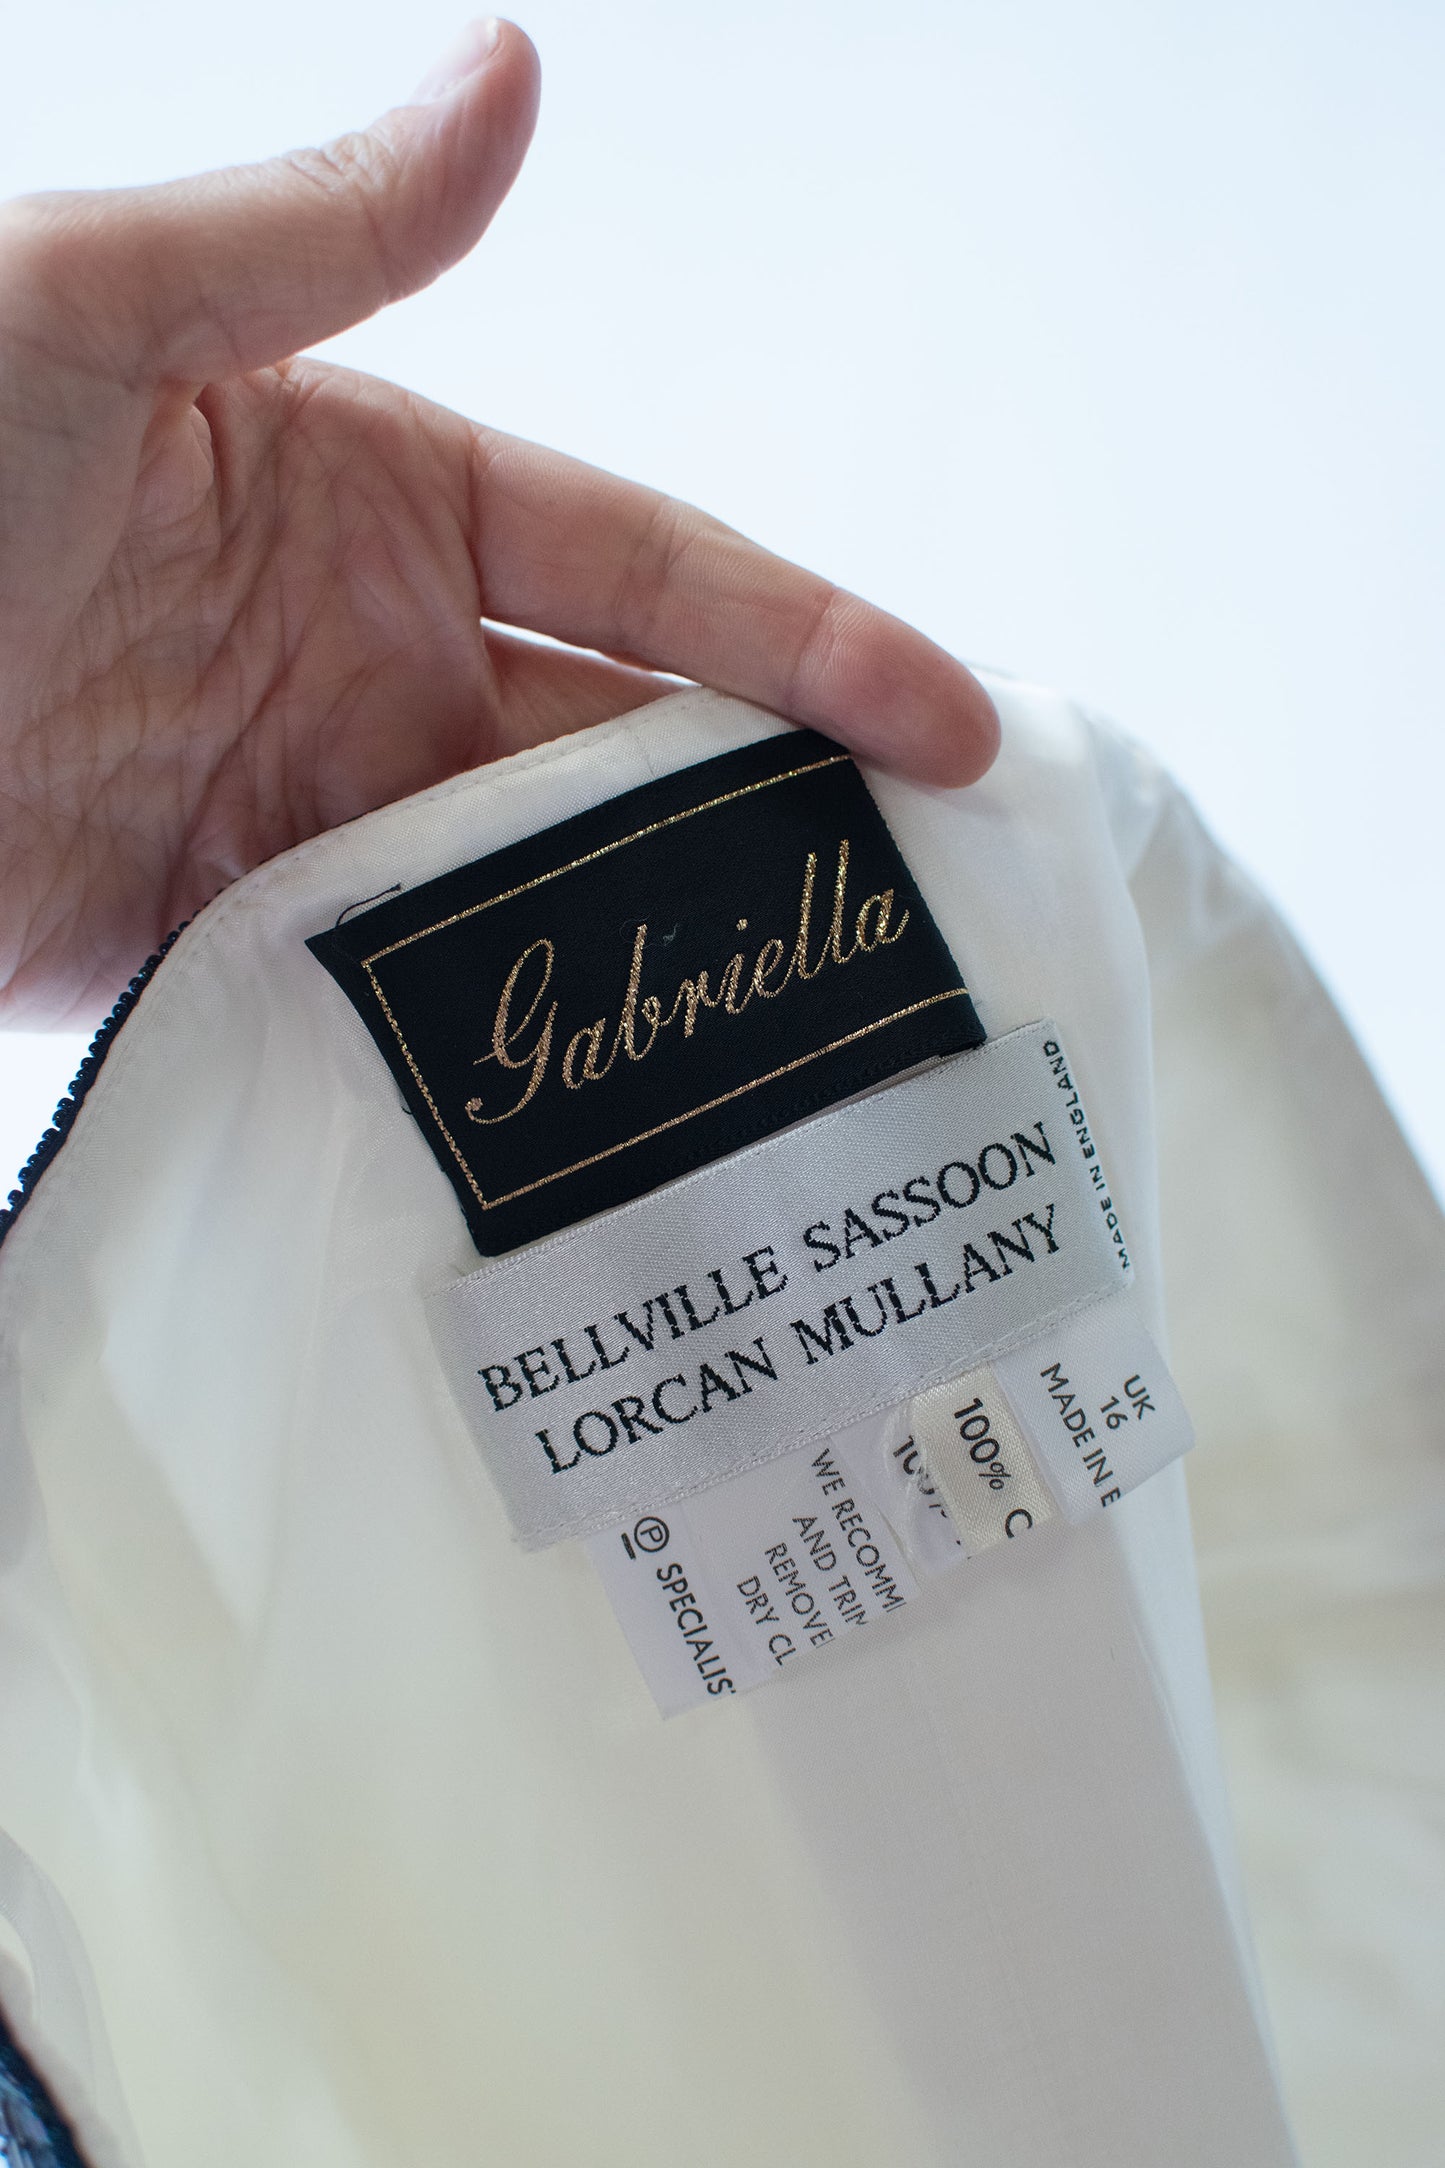 Gabriella
BELLVILLE SASSOON
LORCAN MULLANY
MADE IN ENGLAND
UK
16
MADE IN E
100% C
100%
WE RECOMM
AND TRIM
REMOVE
DRY CL
P SPECIALIS